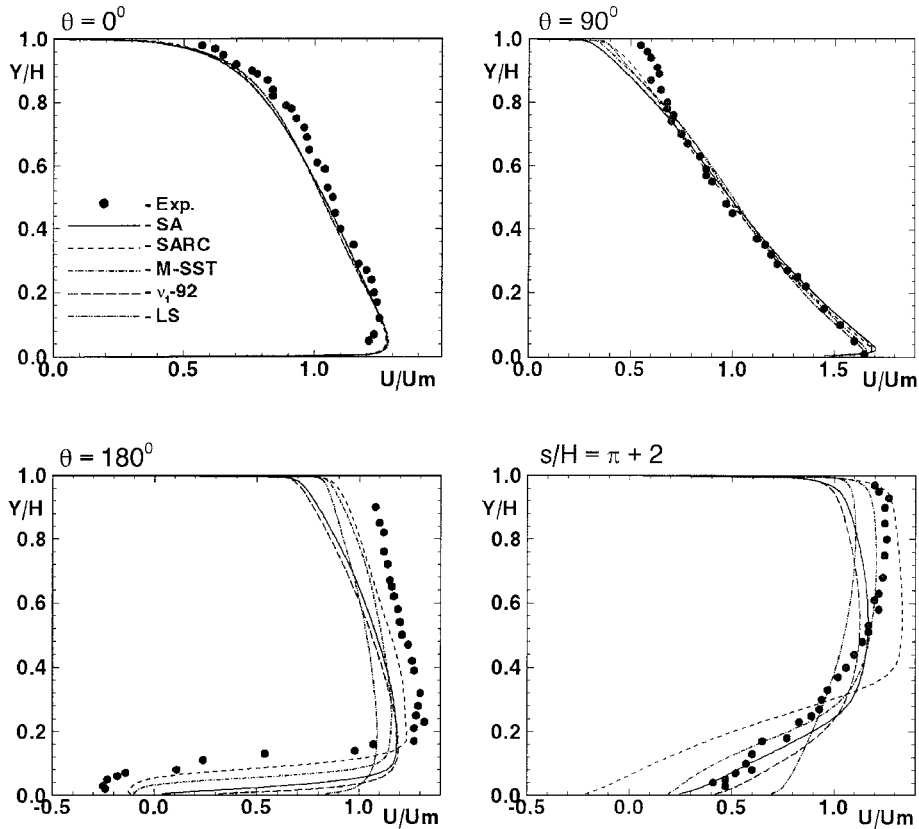 θ = 0⁰
θ = 90⁰
1.0
Y/H
0.8
0.6
0.4
0.2
0.0
0.0
0.5
1.0
U/Um
- Exp.
- SA
- SARC
- M-SST
- νₜ-92
- LS
1.0
Y/H
0.8
0.6
0.4
0.2
0.0
0.0
0.5
1.0
1.5
U/Um
θ = 180⁰
s/H = π + 2
1.0
Y/H
0.8
0.6
0.4
0.2
0.0
-0.5
0.0
0.5
1.0
U/Um
1.0
Y/H
0.8
0.6
0.4
0.2
0.0
-0.5
0.0
0.5
1.0
U/Um